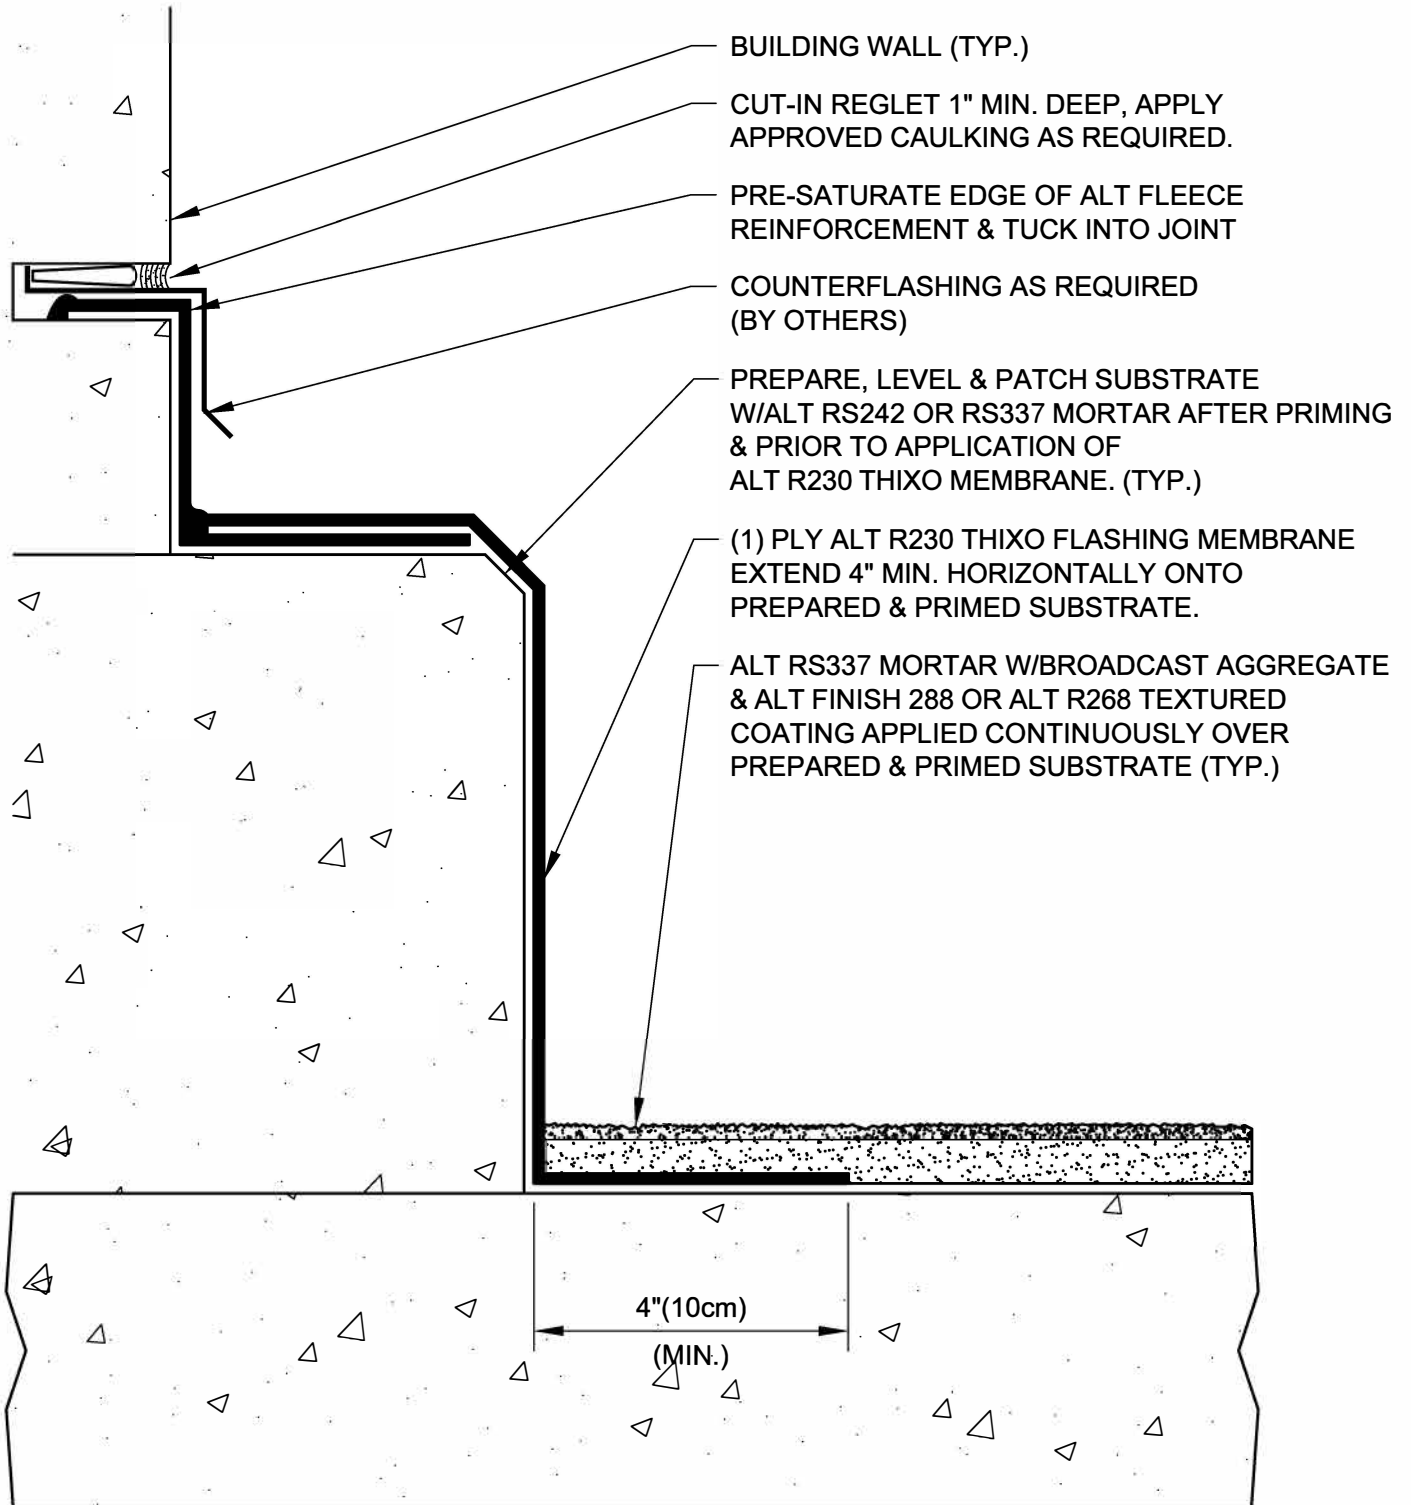 BUILDING WALL (TYP.)
CUT-IN REGLET 1" MIN. DEEP, APPLY
APPROVED CAULKING AS REQUIRED.
PRE-SATURATE EDGE OF ALT FLEECE
REINFORCEMENT & TUCK INTO JOINT
COUNTERFLASHING AS REQUIRED
(BY OTHERS)
PREPARE, LEVEL & PATCH SUBSTRATE
W/ALT RS242 OR RS337 MORTAR AFTER PRIMING
& PRIOR TO APPLICATION OF
ALT R230 THIXO MEMBRANE. (TYP.)
(1) PLY ALT R230 THIXO FLASHING MEMBRANE
EXTEND 4" MIN. HORIZONTALLY ONTO
PREPARED & PRIMED SUBSTRATE.
ALT RS337 MORTAR W/BROADCAST AGGREGATE
& ALT FINISH 288 OR ALT R268 TEXTURED
COATING APPLIED CONTINUOUSLY OVER
PREPARED & PRIMED SUBSTRATE (TYP.)
4"(10cm)
(MIN.)